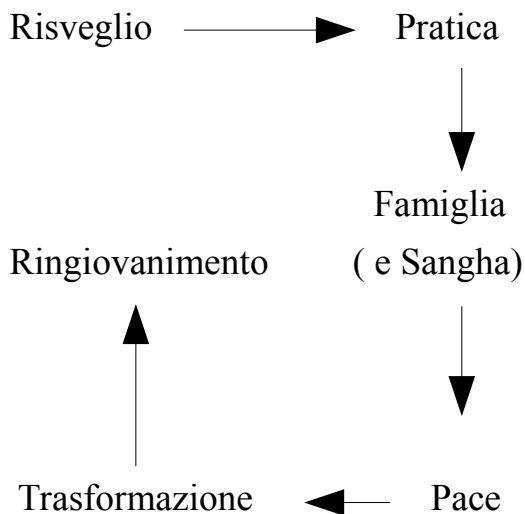 Risveglio
Pratica
Famiglia
( e Sangha)
Pace
Trasformazione
Ringiovanimento